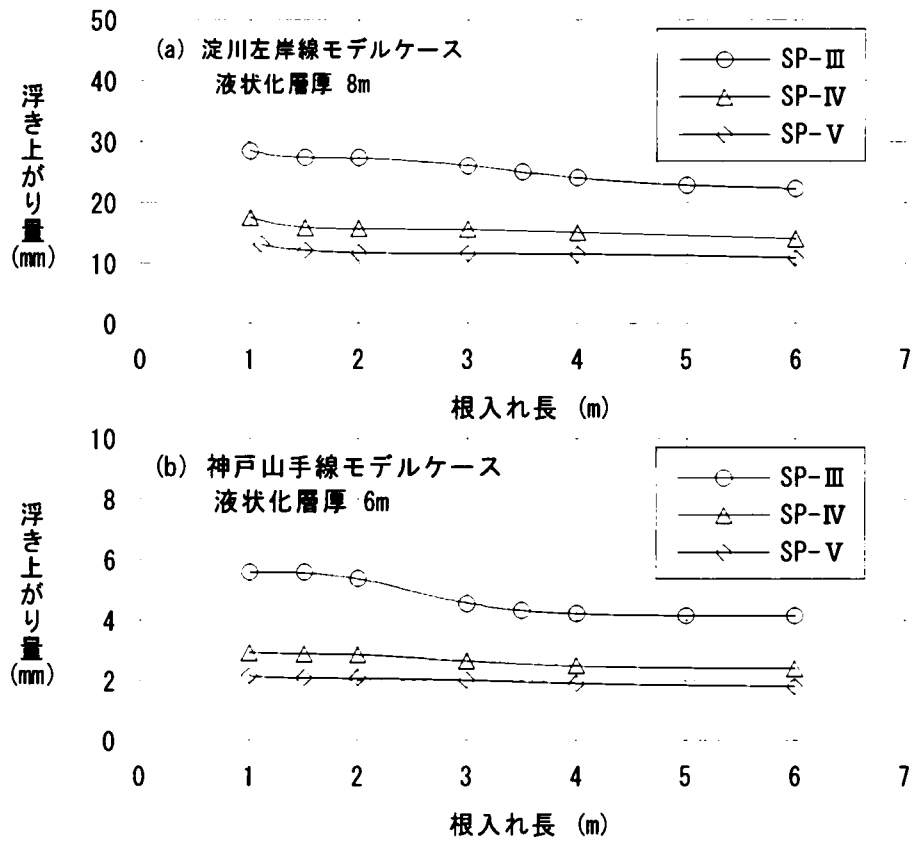 50
40
30
20
10
0
(a) 淀川左岸線モデルケース
液状化層厚 8m
SP-Ⅲ
SP-Ⅳ
SP-Ⅴ
浮き上がり量
(mm)
0 1 2 3 4 5 6 7
根入れ長 (m)
10
8
6
4
2
0
(b) 神戸山手線モデルケース
液状化層厚 6m
SP-Ⅲ
SP-Ⅳ
SP-Ⅴ
浮き上がり量
(mm)
0 1 2 3 4 5 6 7
根入れ長 (m)